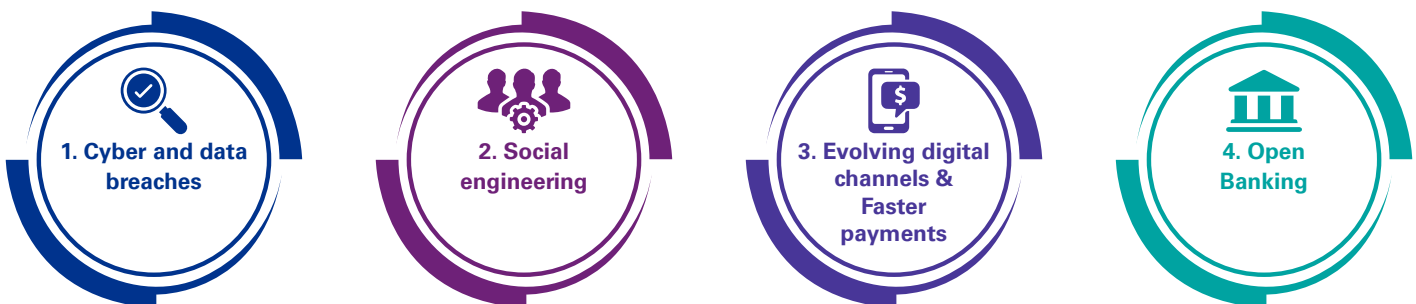 1. Cyber and data
breaches
2. Social
engineering
$
3. Evolving digital
channels &
Faster
payments
4. Open
Banking